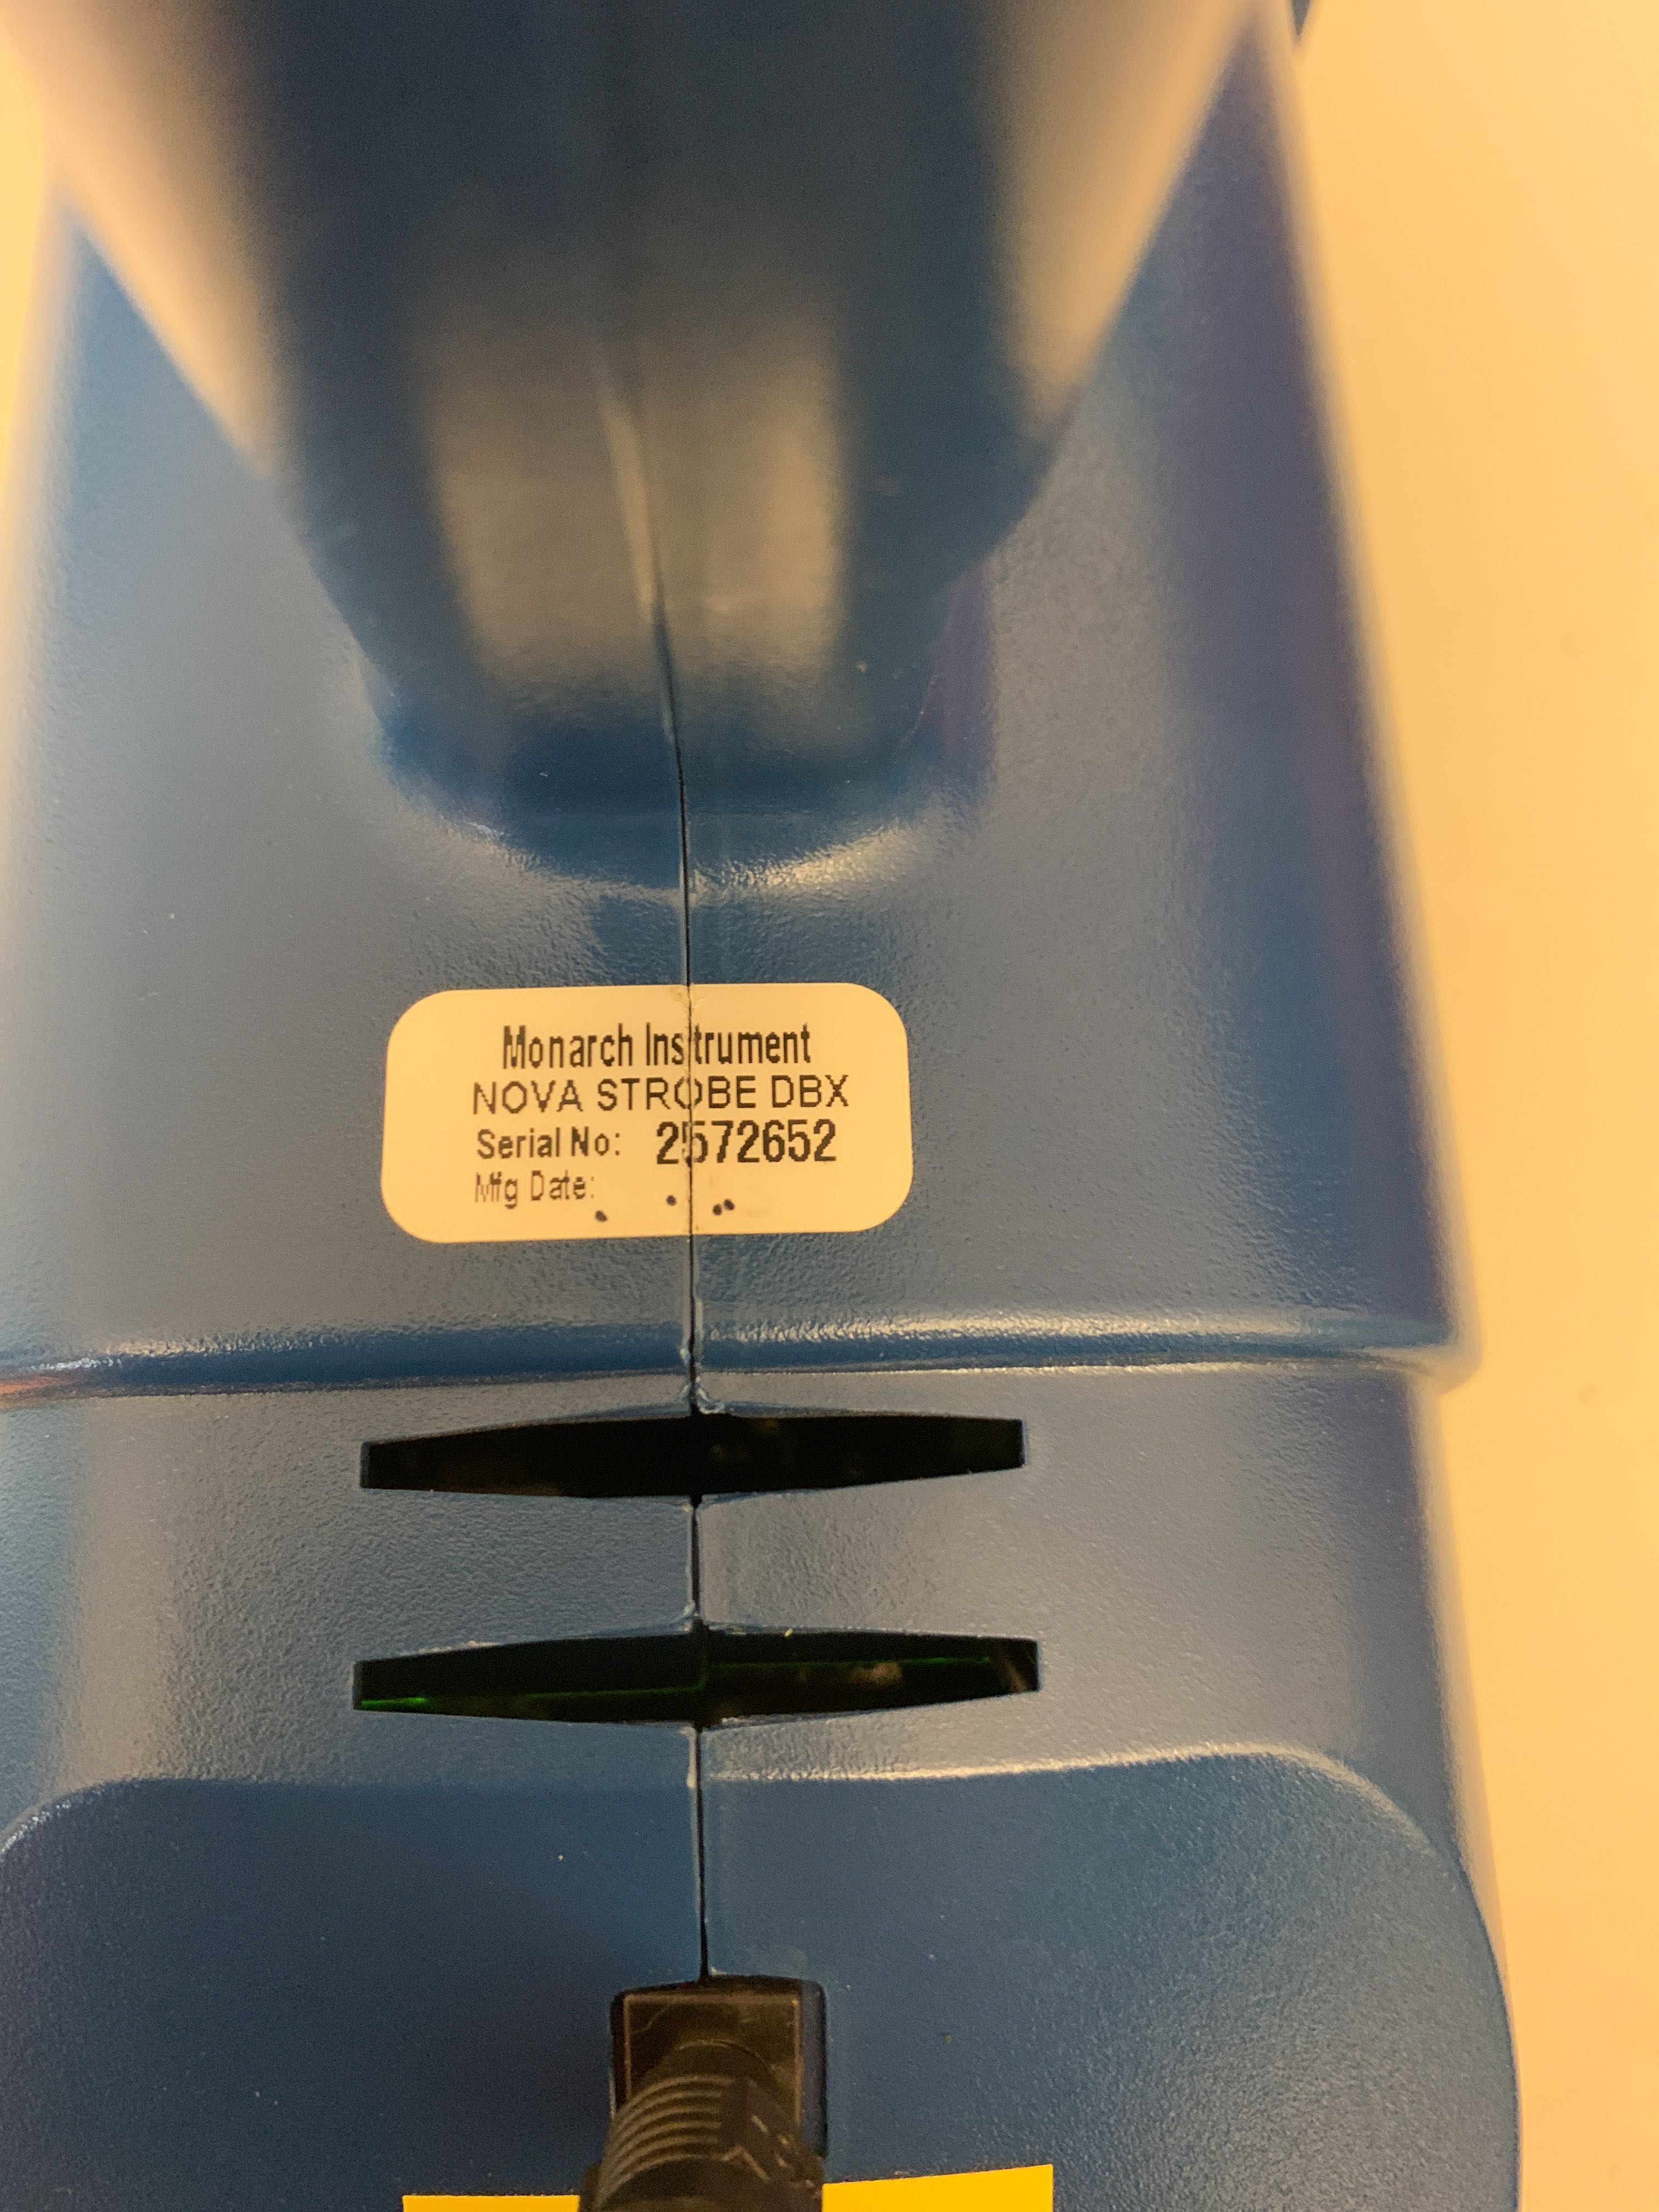 Monarch Instrument
NOVA STROBE DBX
Serial No: 2572652
Mfg Date: